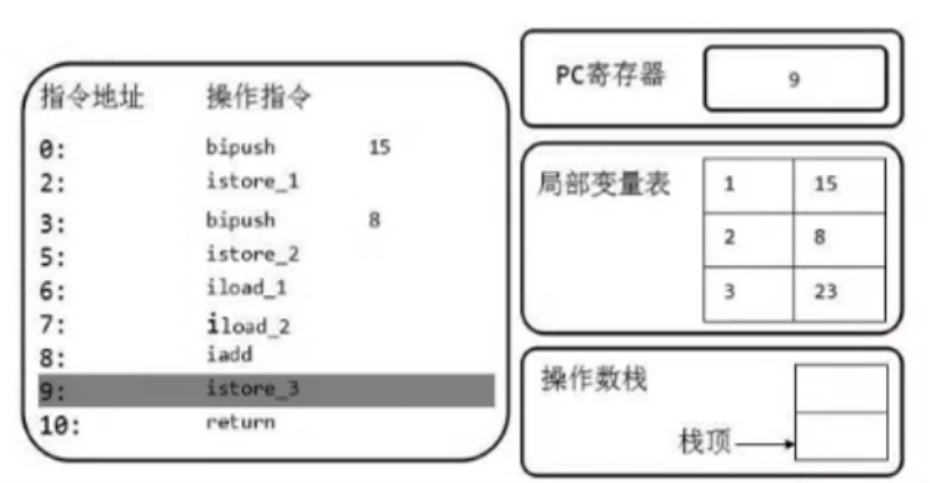 指令地址 操作指令
0: bipush 15
2: istore_1
3: bipush 8
5: istore_2
6: iload_1
7: iload_2
8: iadd
9: istore_3
10: return
PC寄存器 9
局部变量表 1 15
2 8
3 23
操作数栈
栈顶